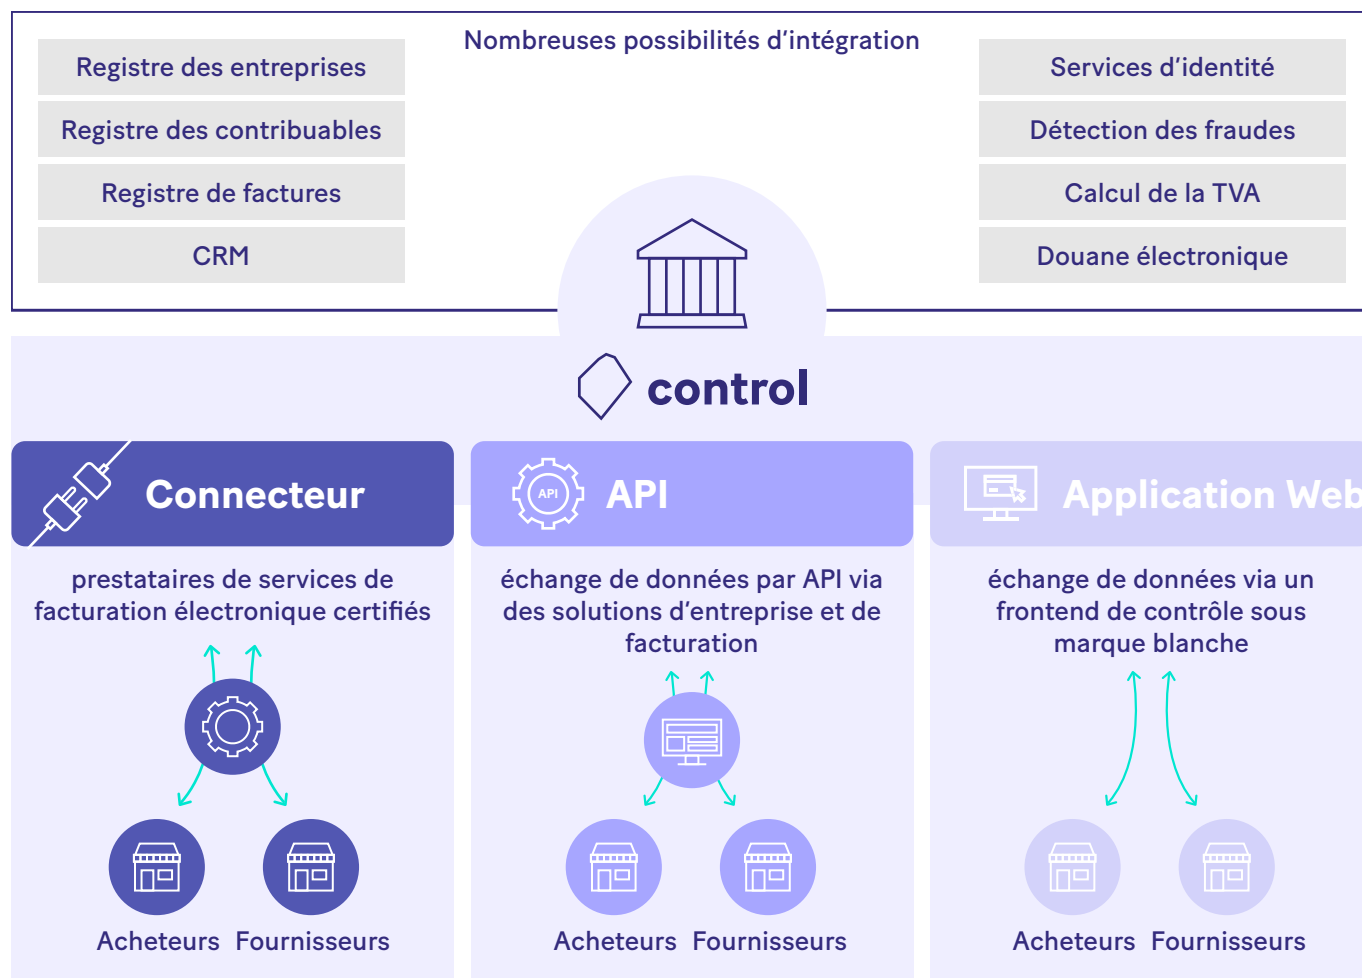 Nombreuses possibilités d’intégration
Registre des entreprises
Registre des contribuables
Registre de factures
CRM
Services d’identité
Détection des fraudes
Calcul de la TVA
Douane électronique
control
Connecteur
prestataires de services de
facturation électronique certifiés
Acheteurs
Fournisseurs
API
API
échange de données par API via
des solutions d’entreprise et de
facturation
Acheteurs
Fournisseurs
Application Web
échange de données via un
frontend de contrôle sous
marque blanche
Acheteurs
Fournisseurs